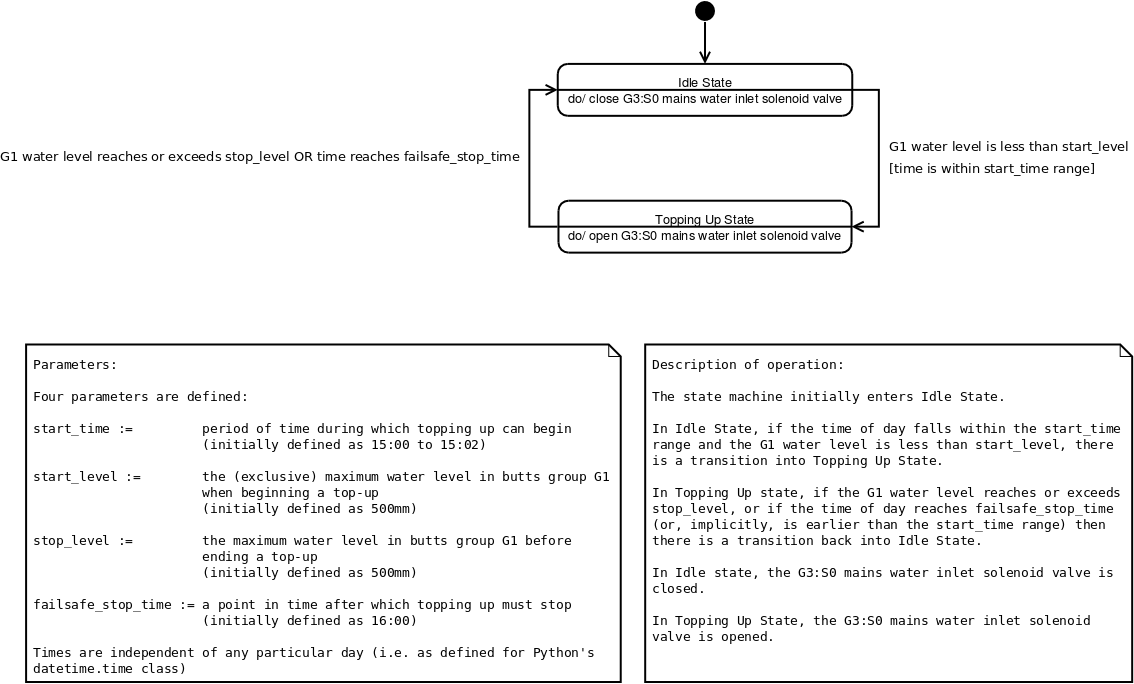 Idle State
do/ close G3:S0 mains water inlet solenoid valve
G1 water level reaches or exceeds stop_level OR time reaches failsafe_stop_time
G1 water level is less than start_level
[time is within start_time range]
Topping Up State
do/ open G3:S0 mains water inlet solenoid valve
Parameters:
Four parameters are defined:
start_time := period of time during which topping up can begin
(initially defined as 15:00 to 15:02)
start_level := the (exclusive) maximum water level in butts group G1
when beginning a top-up
(initially defined as 500mm)
stop_level := the maximum water level in butts group G1 before
ending a top-up
(initially defined as 500mm)
failsafe_stop_time := a point in time after which topping up must stop
(initially defined as 16:00)
Times are independent of any particular day (i.e. as defined for Python's
datetime.time class)
Description of operation:
The state machine initially enters Idle State.
In Idle State, if the time of day falls within the start_time
range and the G1 water level is less than start_level, there
is a transition into Topping Up State.
In Topping Up state, if the G1 water level reaches or exceeds
stop_level, or if the time of day reaches failsafe_stop_time
(or, implicitly, is earlier than the start_time range) then
there is a transition back into Idle State.
In Idle state, the G3:S0 mains water inlet solenoid valve is
closed.
In Topping Up State, the G3:S0 mains water inlet solenoid
valve is opened.